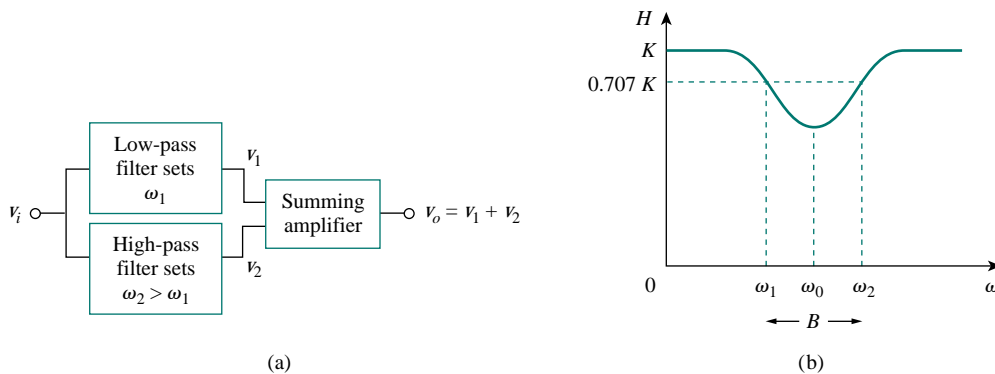 Low-pass
filter sets
ω1
vi
v1
Summing
amplifier
vo = v1 + v2
High-pass
filter sets
ω2 > ω1
v2
(a)
H
K
0.707 K
0
ω1
ω0
ω2
ω
B
(b)